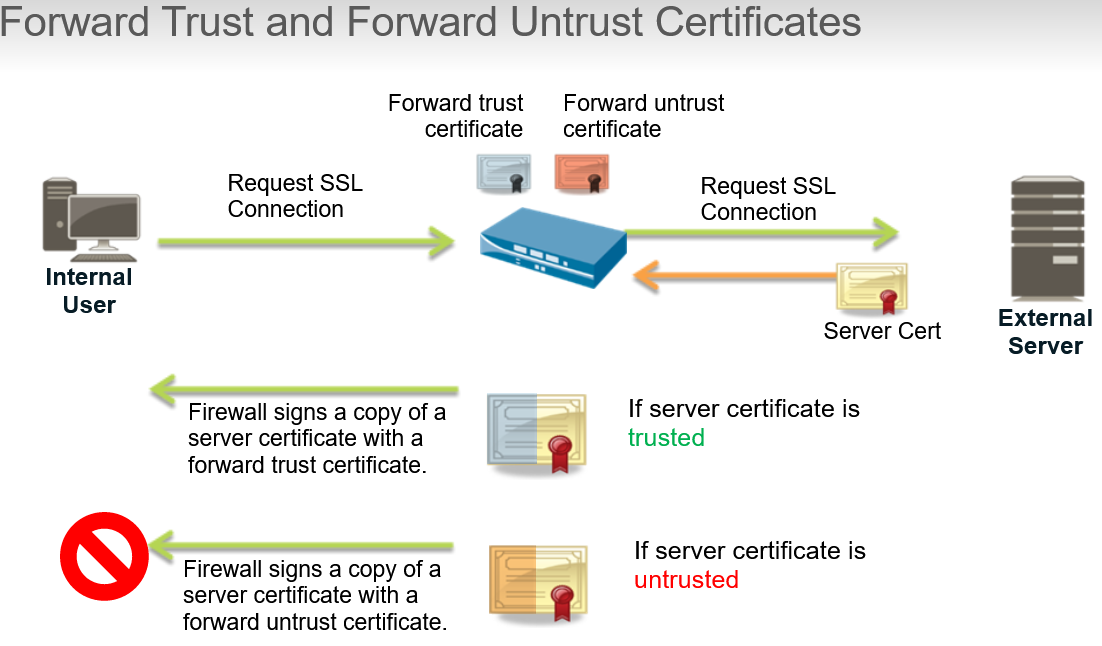 Forward Trust and Forward Untrust Certificates
Forward trust
certificate
Forward untrust
certificate
Request SSL
Connection
Request SSL
Connection
Internal
User
Server Cert
External
Server
Firewall signs a copy of a
server certificate with a
forward trust certificate.
If server certificate is
trusted
Firewall signs a copy of a
server certificate with a
forward untrust certificate.
If server certificate is
untrusted